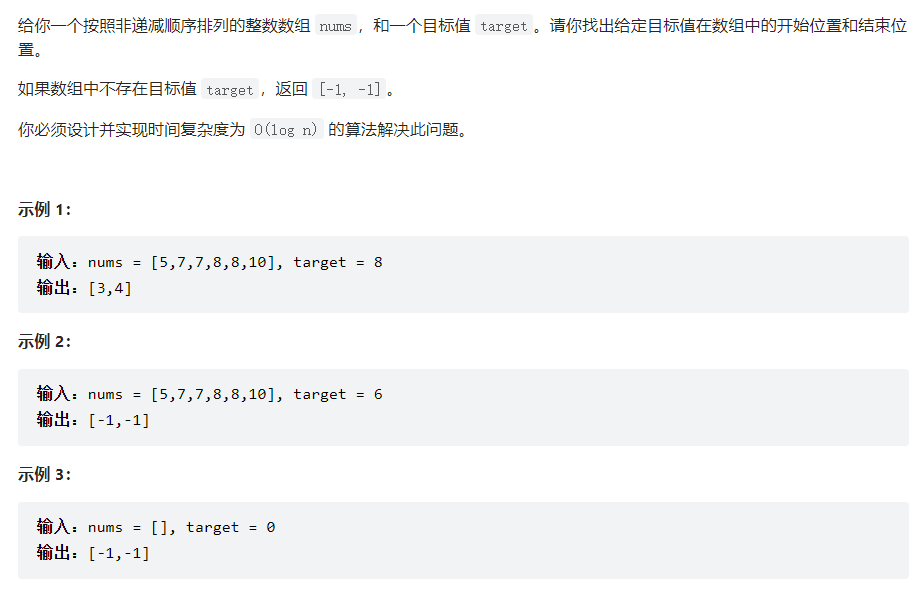 给你一个按照非递减顺序排列的整数数组 nums，和一个目标值 target。请你找出给定目标值在数组中的开始位置和结束位
置。
如果数组中不存在目标值 target，返回 [-1, -1]。
你必须设计并实现时间复杂度为 O(log n) 的算法解决此问题。
示例 1：
输入：nums = [5,7,7,8,8,10], target = 8
输出：[3,4]
示例 2：
输入：nums = [5,7,7,8,8,10], target = 6
输出：[-1,-1]
示例 3：
输入：nums = [], target = 0
输出：[-1,-1]